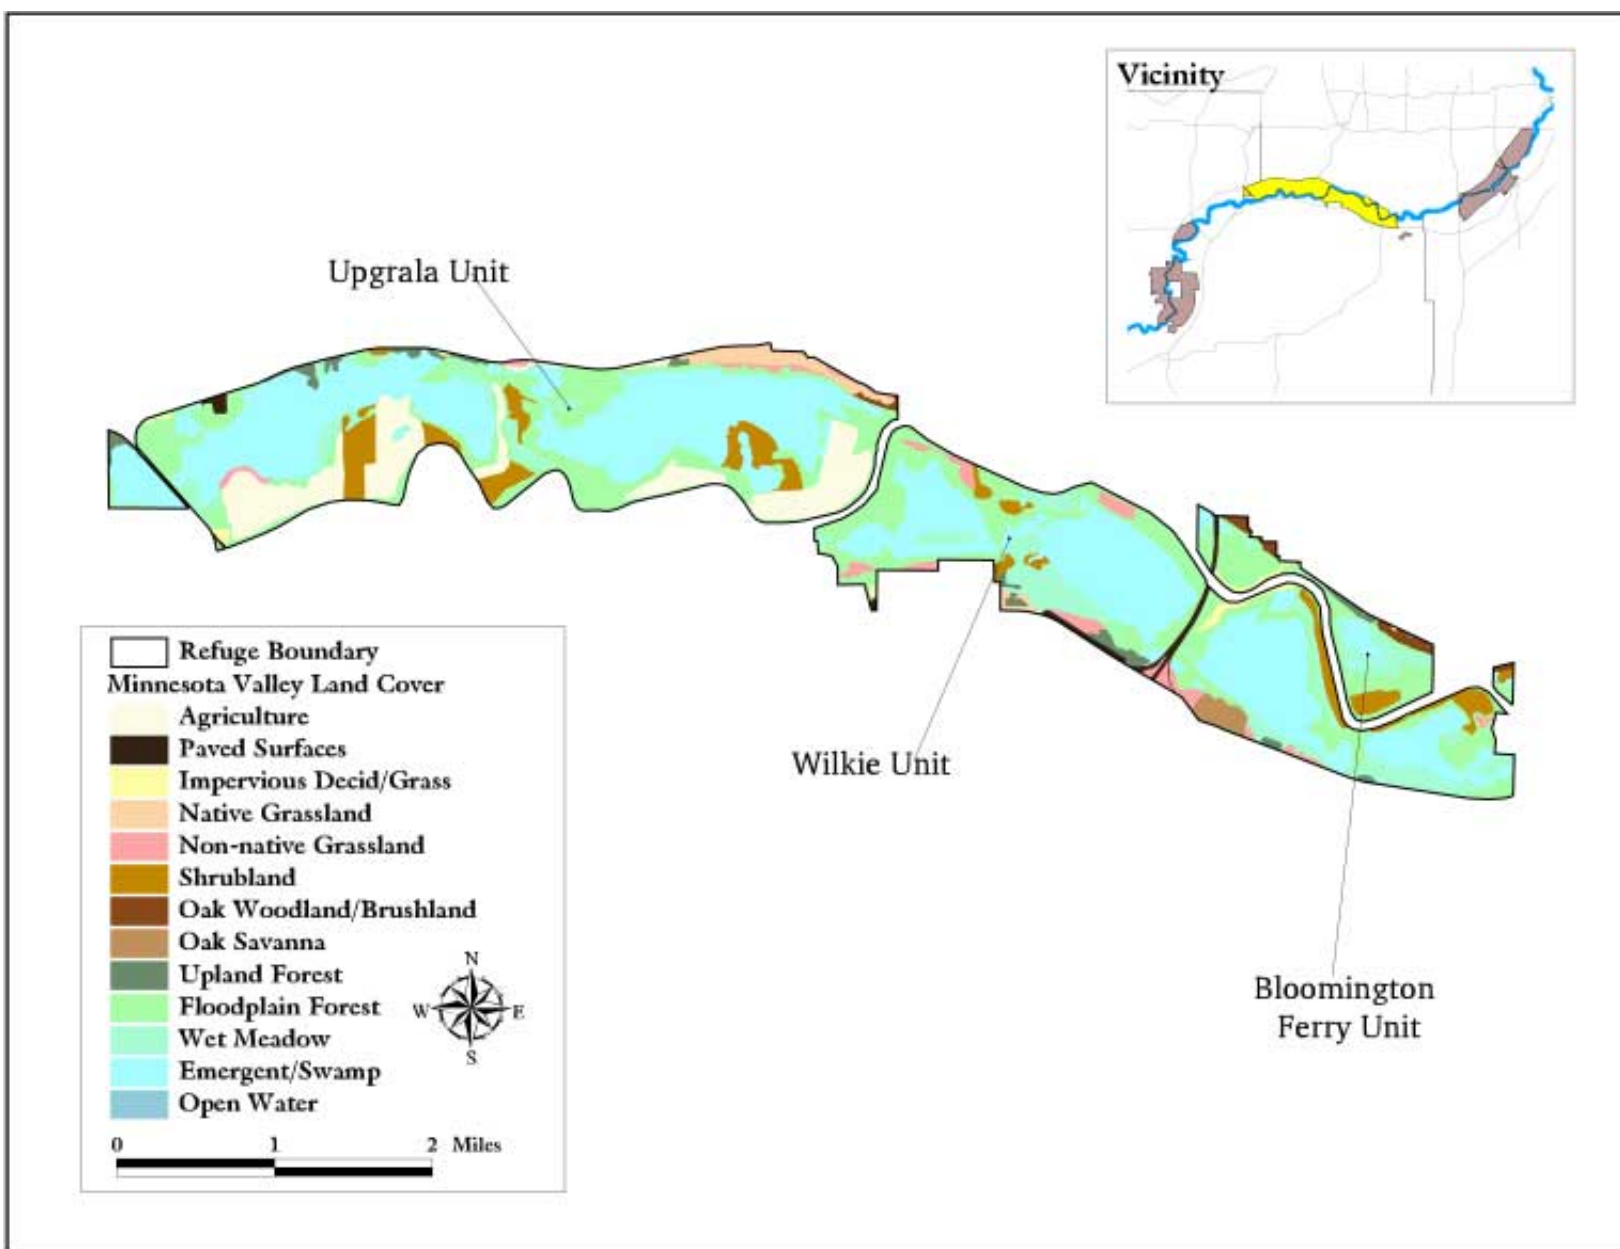 Vicinity
Upgrala Unit
Wilkie Unit
Bloomington
Ferry Unit
Refuge Boundary
Minnesota Valley Land Cover
Agriculture
Paved Surfaces
Impervious Decid/Grass
Native Grassland
Non-native Grassland
Shrubland
Oak Woodland/Brushland
Oak Savanna
Upland Forest
Floodplain Forest
Wet Meadow
Emergent/Swamp
Open Water
N
W E
S
0 1 2 Miles